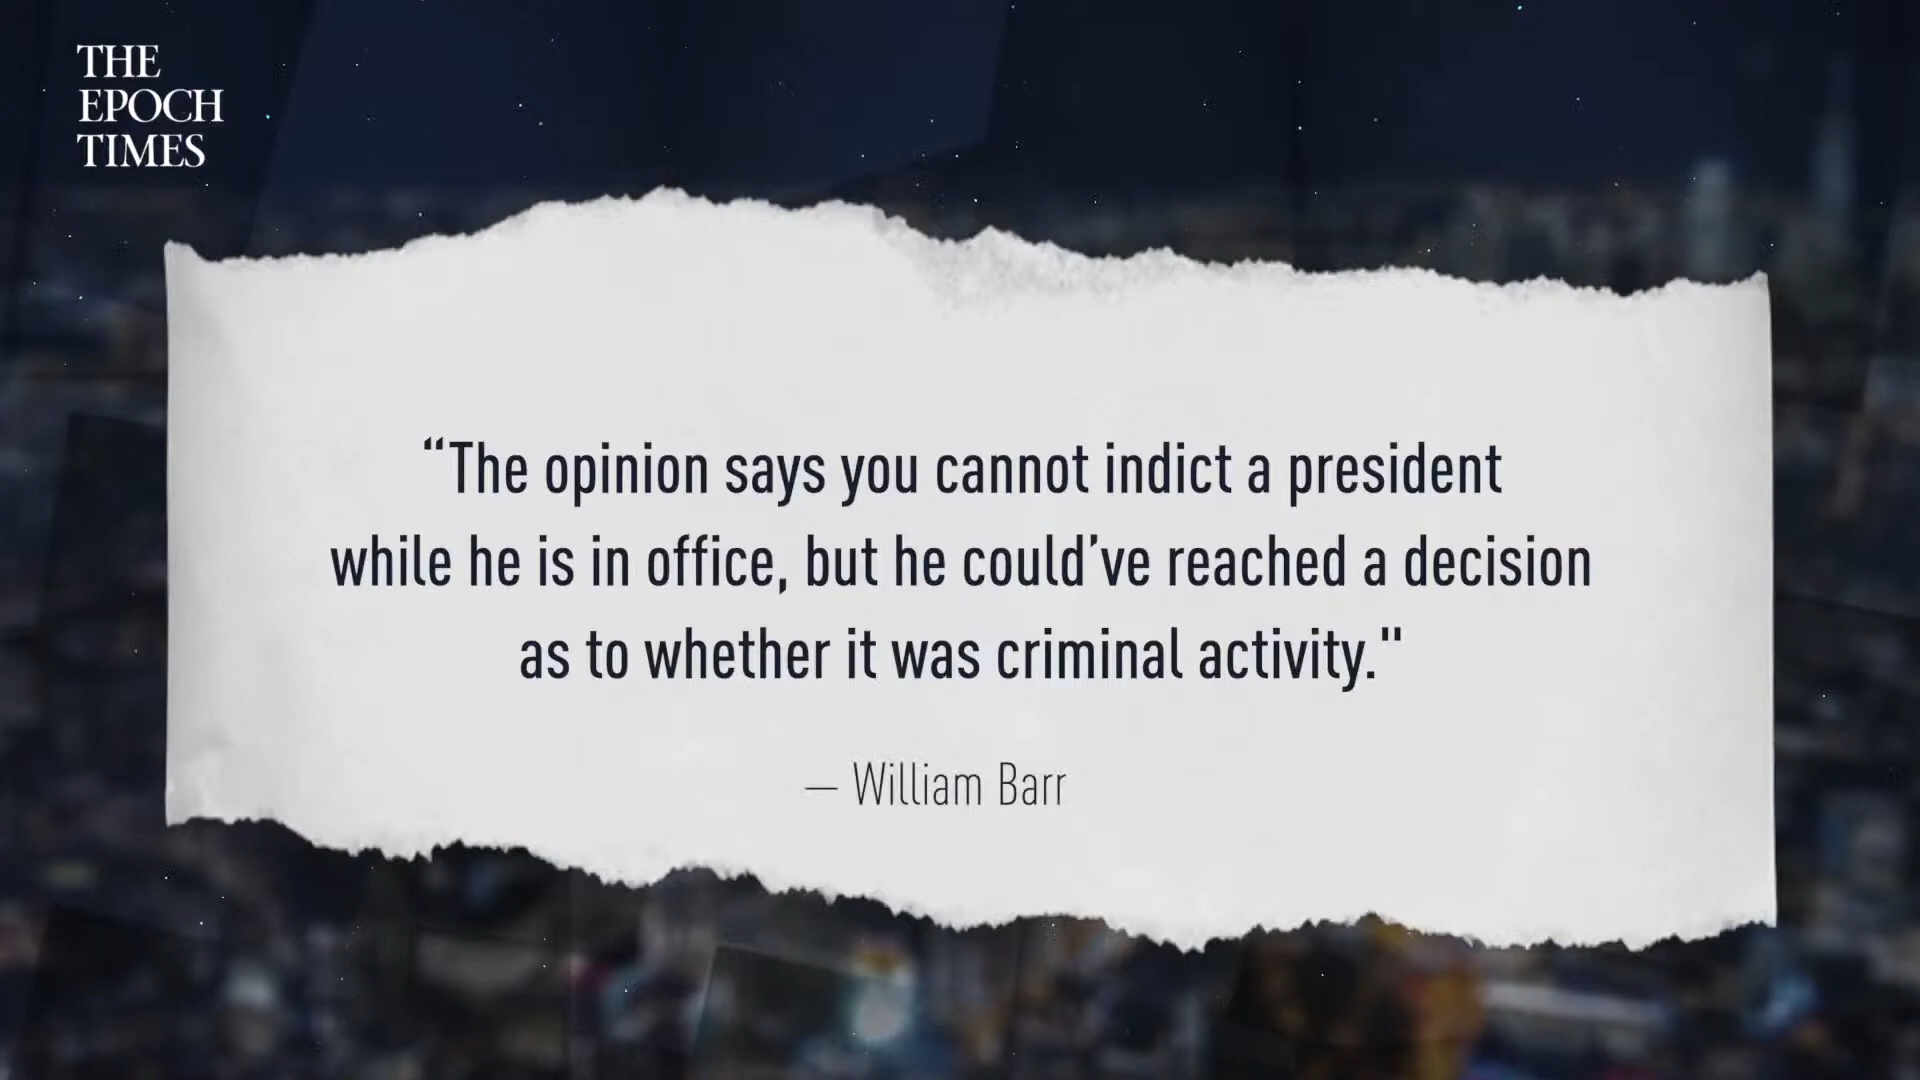 THE
EPOCH
TIMES
“The opinion says you cannot indict a president
while he is in office, but he could’ve reached a decision
as to whether it was criminal activity."
— William Barr